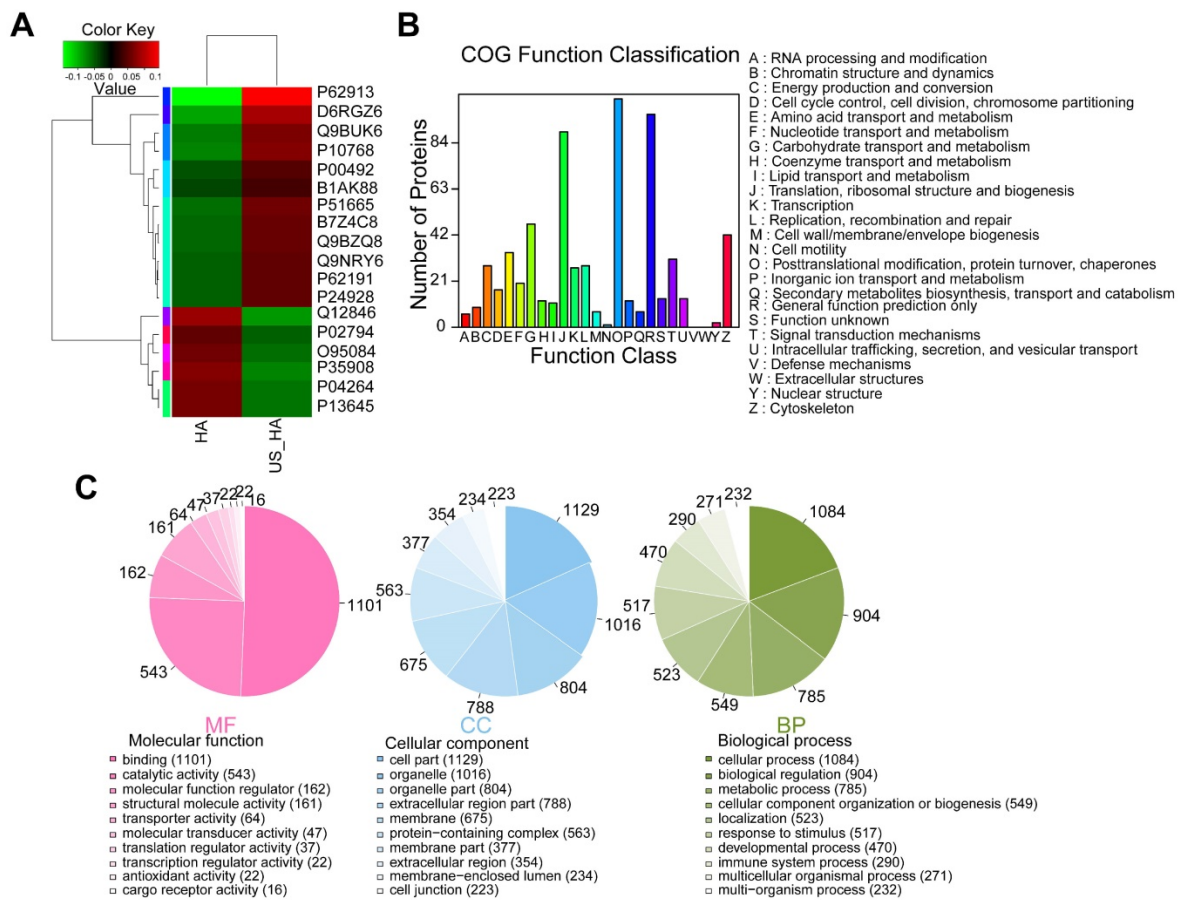 A
Color Key
-0.1 -0.05 0 0.05 0.1
Value
P62913
D6RGZ6
Q9BUK6
P10768
P00492
B1AK88
P51665
B7Z4C8
Q9BZQ8
Q9NRY6
P62191
P24928
Q12846
P02794
O95084
P35908
P04264
P13645
HA
US_HA
B
COG Function Classification
Number of Proteins
84
63
42
21
0
ABCDEFGHIJKLMNOPQRSTUVWYZ
Function Class
A : RNA processing and modification
B : Chromatin structure and dynamics
C : Energy production and conversion
D : Cell cycle control, cell division, chromosome partitioning
E : Amino acid transport and metabolism
F : Nucleotide transport and metabolism
G : Carbohydrate transport and metabolism
H : Coenzyme transport and metabolism
I : Lipid transport and metabolism
J : Translation, ribosomal structure and biogenesis
K : Transcription
L : Replication, recombination and repair
M : Cell wall/membrane/envelope biogenesis
N : Cell motility
O : Posttranslational modification, protein turnover, chaperones
P : Inorganic ion transport and metabolism
Q : Secondary metabolites biosynthesis, transport and catabolism
R : General function prediction only
S : Function unknown
T : Signal transduction mechanisms
U : Intracellular trafficking, secretion, and vesicular transport
V : Defense mechanisms
W : Extracellular structures
Y : Nuclear structure
Z : Cytoskeleton
C
1101
543
162
161
64
47
37
22
22
16
MF
Molecular function
binding (1101)
catalytic activity (543)
molecular function regulator (162)
structural molecule activity (161)
transporter activity (64)
molecular transducer activity (47)
translation regulator activity (37)
transcription regulator activity (22)
antioxidant activity (22)
cargo receptor activity (16)
1129
1016
804
788
675
563
377
354
234
223
CC
Cellular component
cell part (1129)
organelle (1016)
organelle part (804)
extracellular region part (788)
membrane (675)
protein−containing complex (563)
membrane part (377)
extracellular region (354)
membrane−enclosed lumen (234)
cell junction (223)
1084
904
785
549
523
517
470
290
271
232
BP
Biological process
cellular process (1084)
biological regulation (904)
metabolic process (785)
cellular component organization or biogenesis (549)
localization (523)
response to stimulus (517)
developmental process (470)
immune system process (290)
multicellular organismal process (271)
multi−organism process (232)